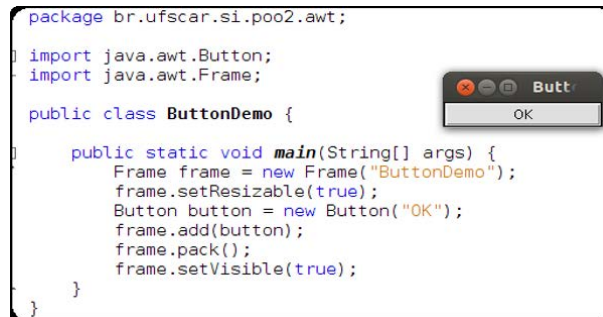 package br.ufscar.si.poo2.awt;
import java.awt.Button;
import java.awt.Frame;
public class ButtonDemo {
public static void main(String[] args) {
Frame frame = new Frame("ButtonDemo");
frame.setResizable(true);
Button button = new Button("OK");
frame.add(button);
frame.pack();
frame.setVisible(true);
}
}
Butt
OK